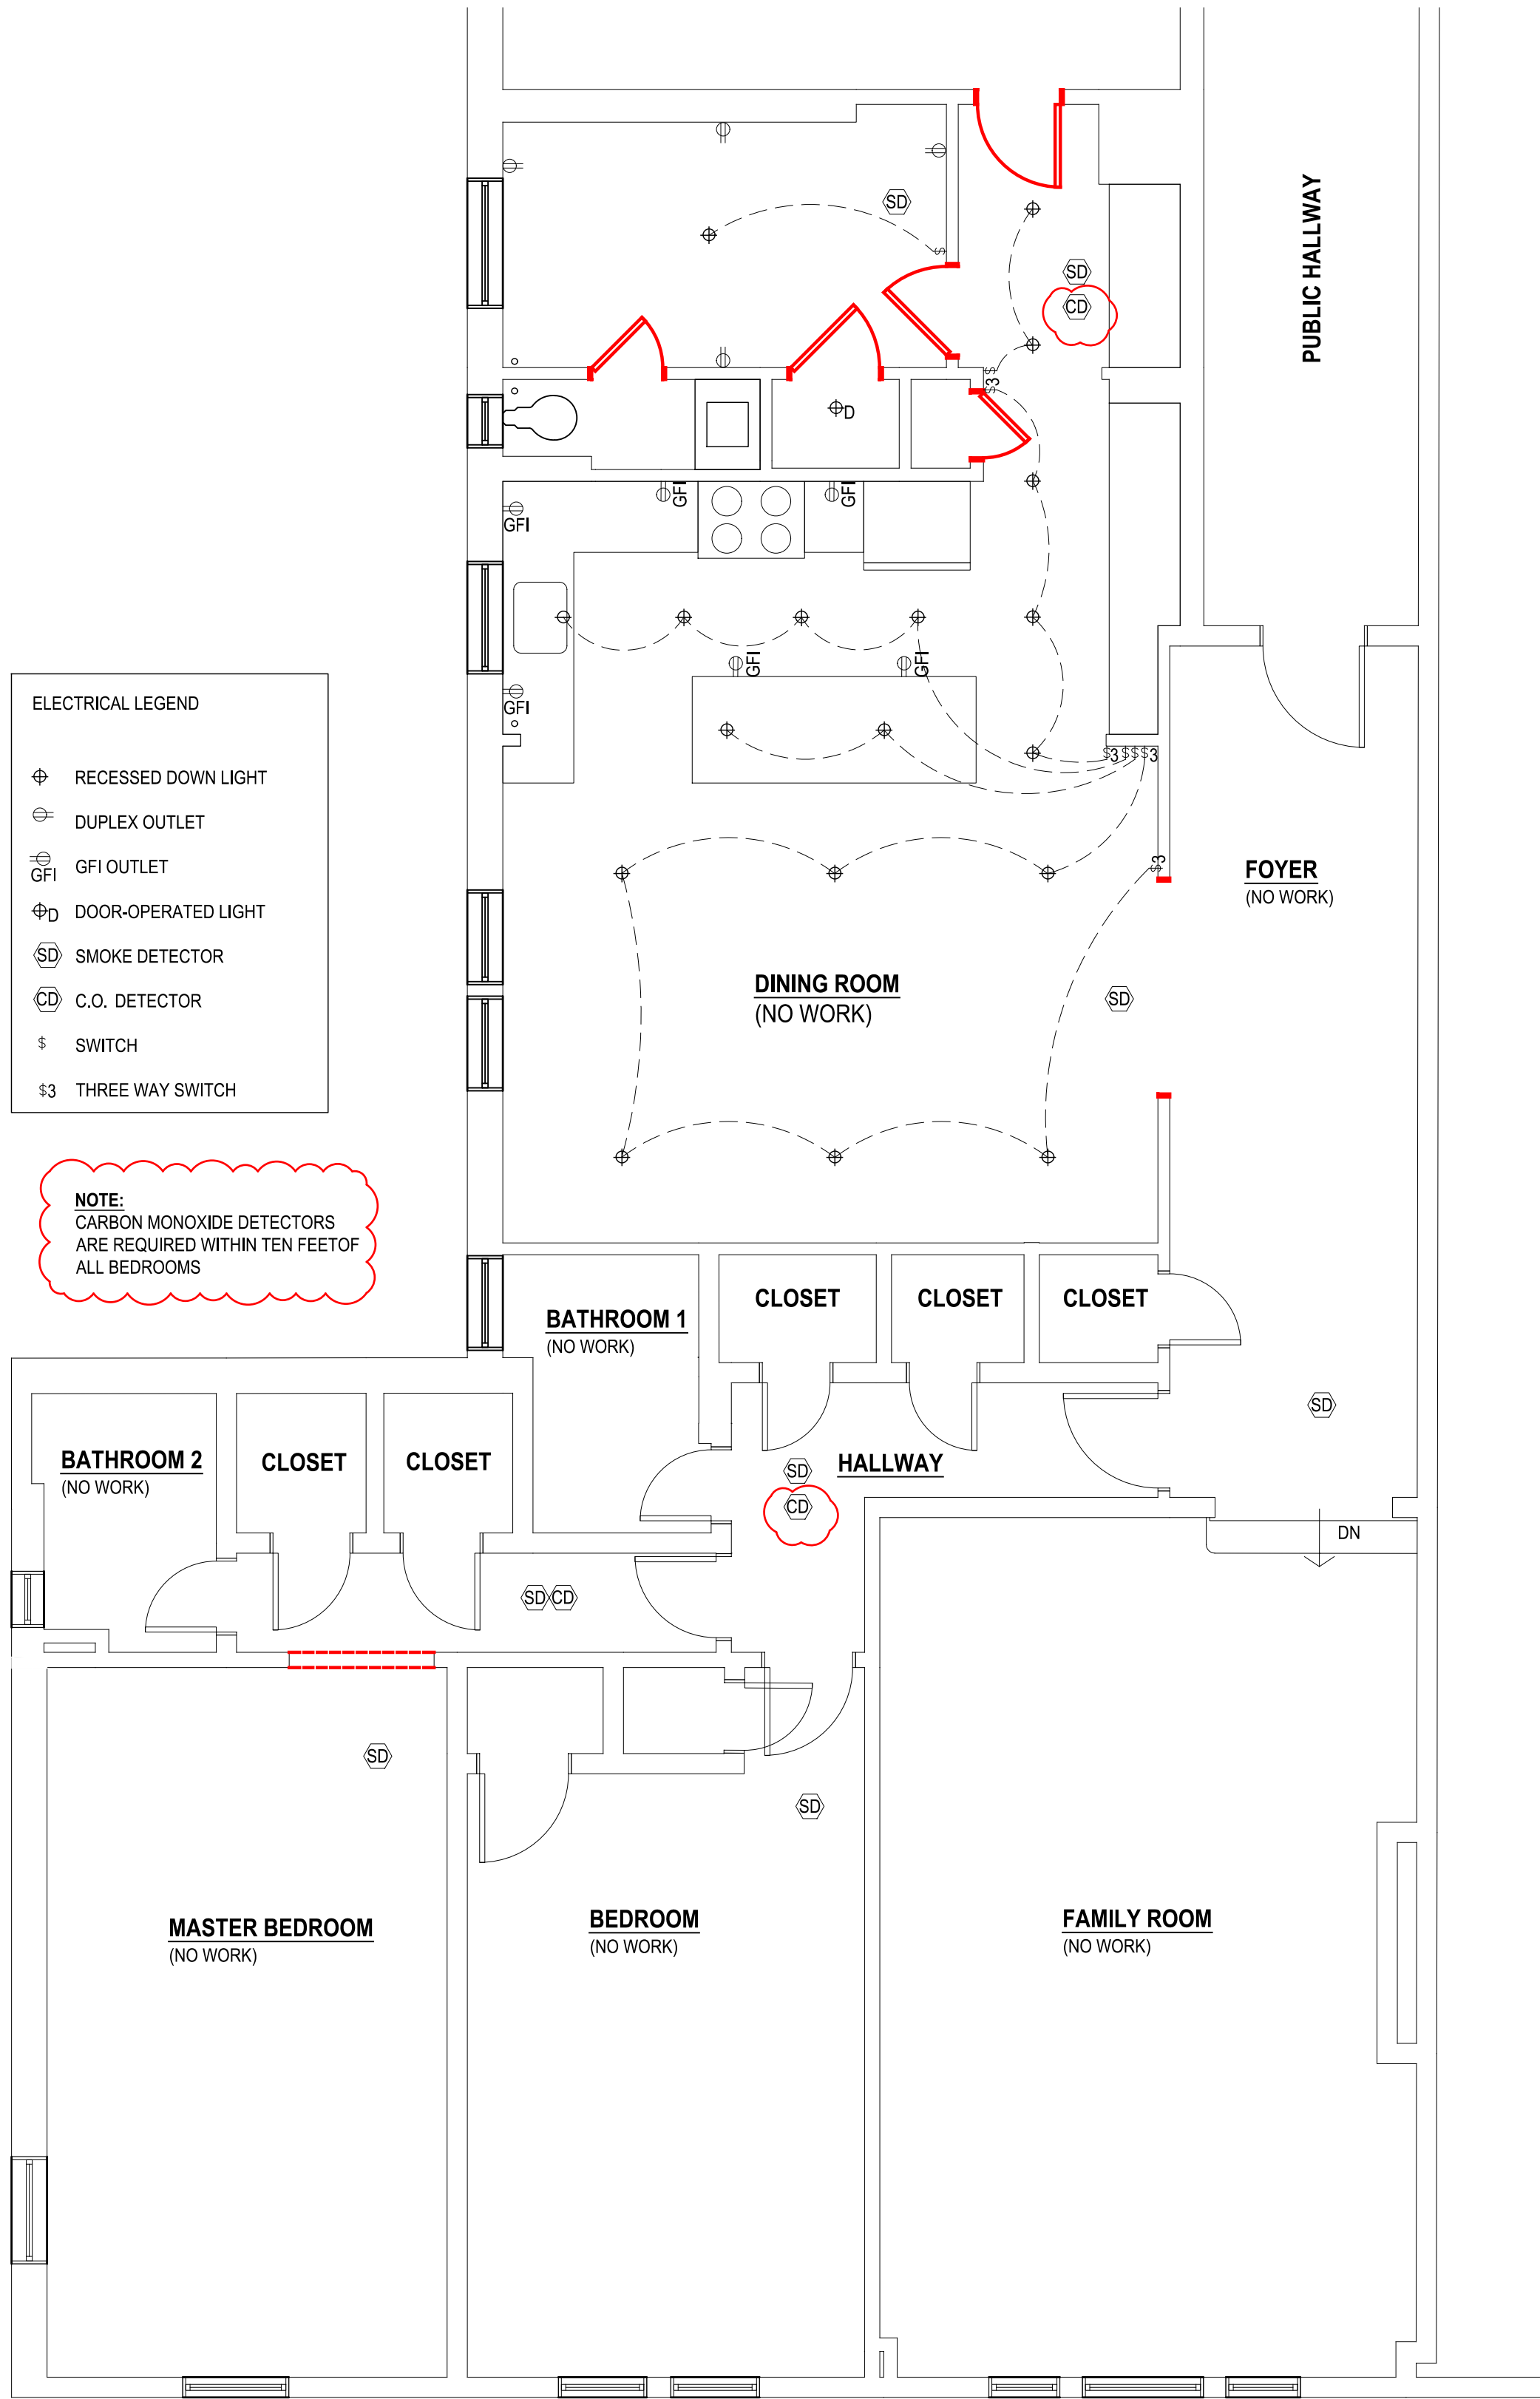 PUBLIC HALLWAY
SD
SD
CD
$
D
$
$3
GFI
GFI
GFI
GFI
GFI
GFI
$3 $ $ $3
$3
ELECTRICAL LEGEND
RECESSED DOWN LIGHT
DUPLEX OUTLET
GFI GFI OUTLET
D DOOR-OPERATED LIGHT
SD SMOKE DETECTOR
CD C.O. DETECTOR
$ SWITCH
$3 THREE WAY SWITCH
FOYER
(NO WORK)
DINING ROOM
(NO WORK)
SD
NOTE:
CARBON MONOXIDE DETECTORS
ARE REQUIRED WITHIN TEN FEETOF
ALL BEDROOMS
BATHROOM 1
(NO WORK)
CLOSET
CLOSET
CLOSET
SD
BATHROOM 2
(NO WORK)
CLOSET
CLOSET
HALLWAY
SD
CD
DN
SD CD
SD
SD
MASTER BEDROOM
(NO WORK)
BEDROOM
(NO WORK)
FAMILY ROOM
(NO WORK)